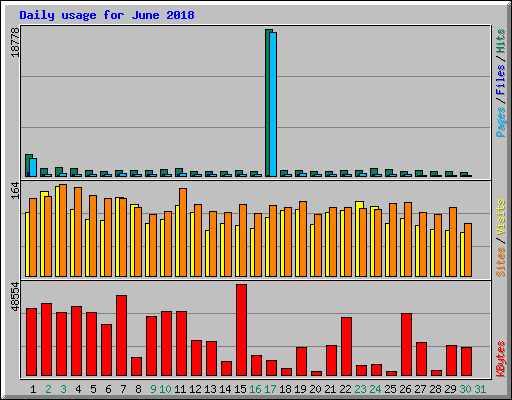 Daily usage for June 2018
18778
Pages / Files / Hits
164
Sites / Visits
48554
KBytes
1 2 3 4 5 6 7 8 9 10 11 12 13 14 15 16 17 18 19 20 21 22 23 24 25 26 27 28 29 30 31